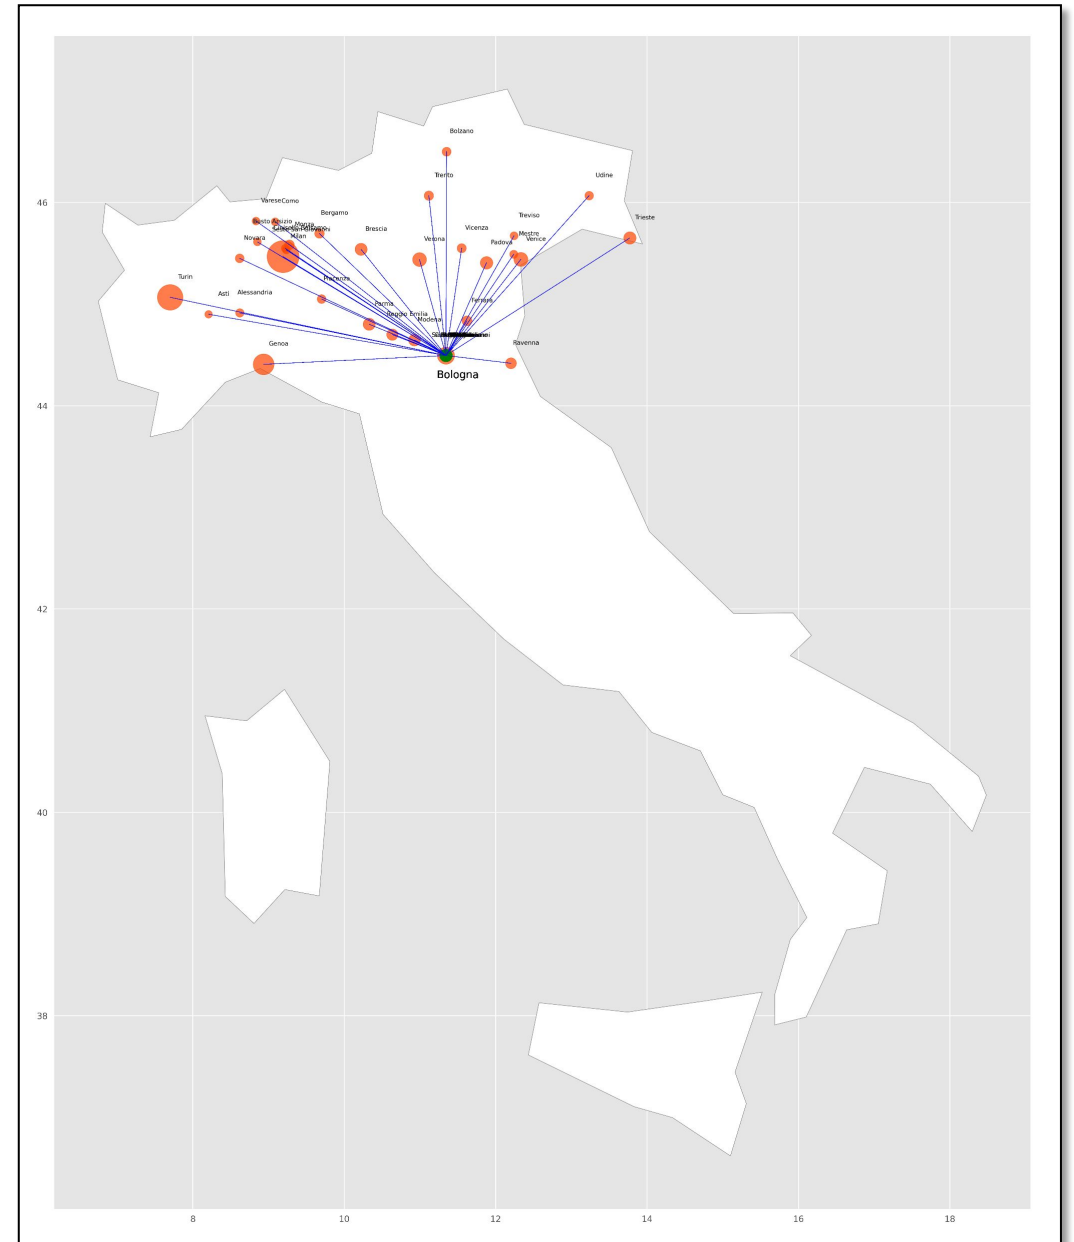 Bolzano
Trento
Udine
46
Varese
Como
Bergamo
Treviso
Trieste
Busto Arsizio
Monza
Brescia
Vicenza
Mestre
Milan
Novara
Verona
Padova
Venice
Turin
Piacenza
Asti
Alessandria
Parma
Ferrara
Reggio Emilia
Modena
Genoa
Ravenna
Bologna
44
42
40
38
8
10
12
14
16
18